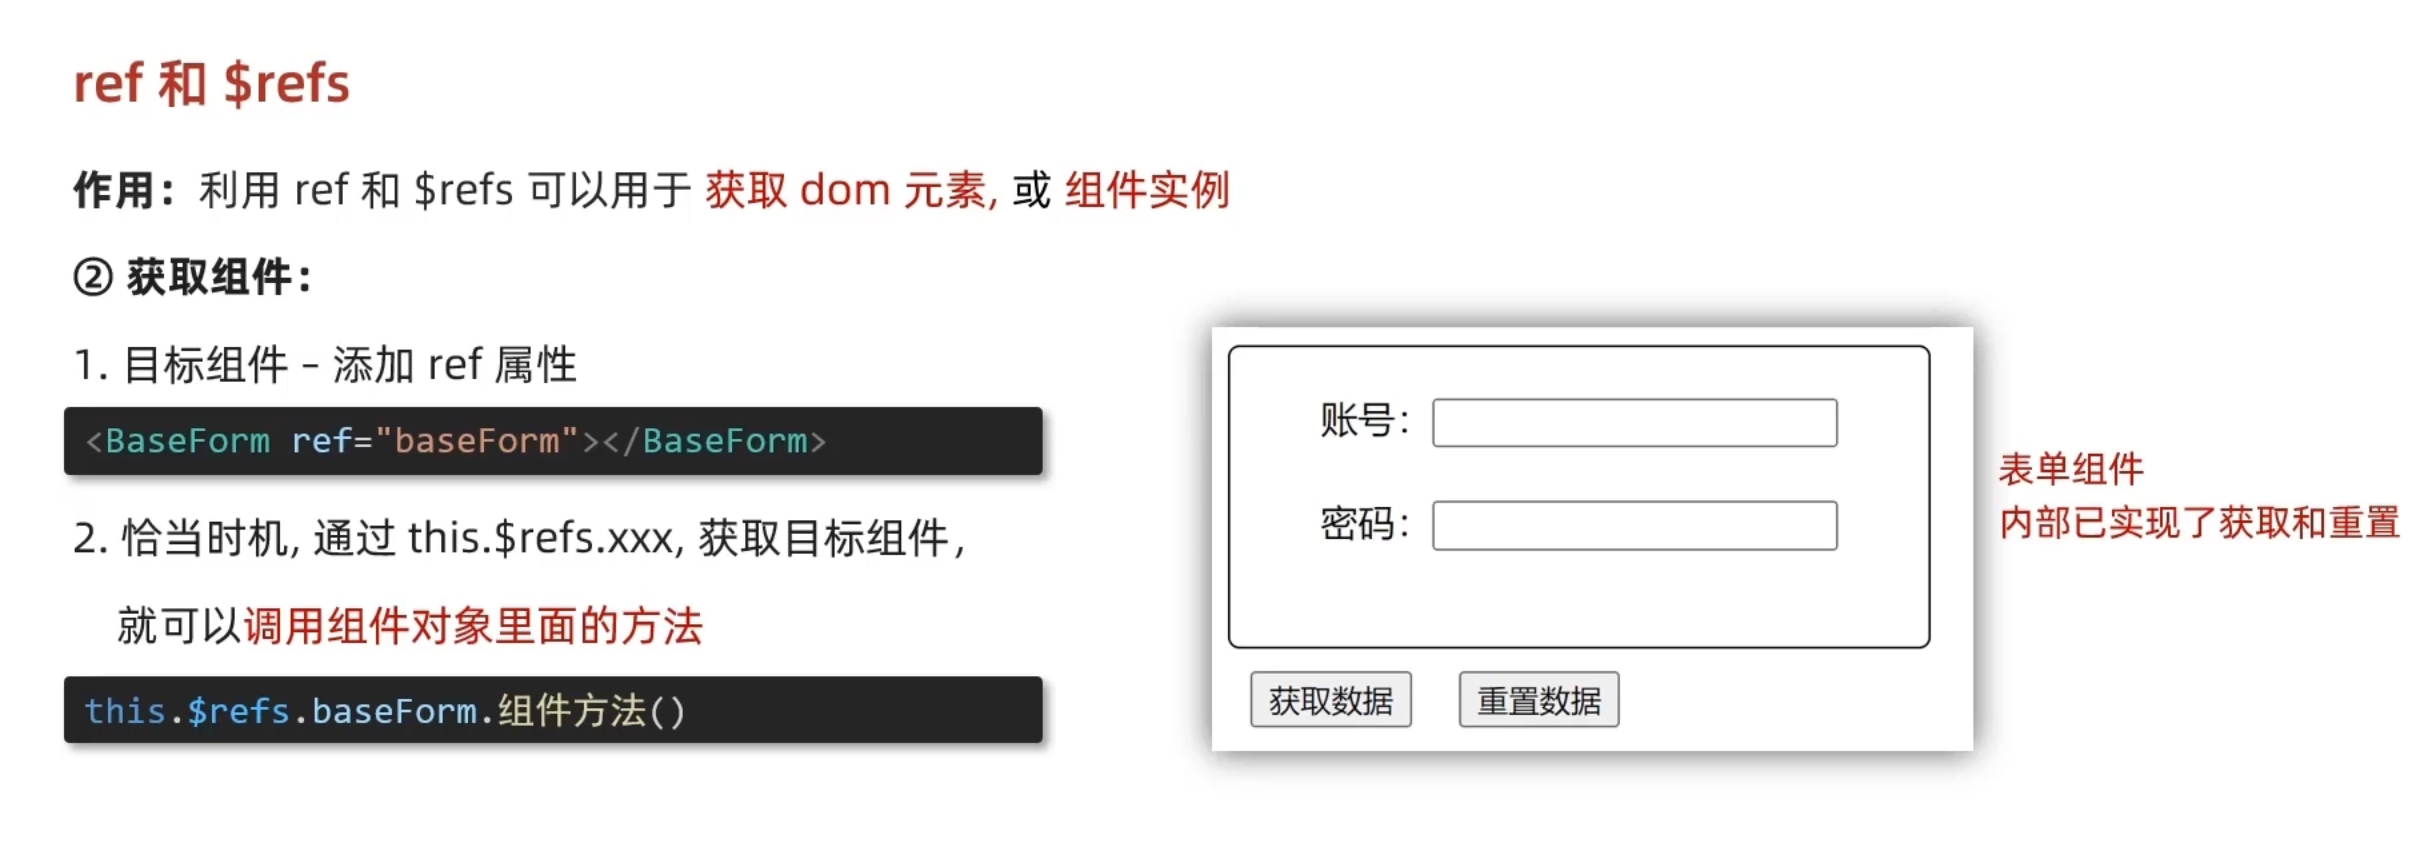 ref 和 $refs
作用：利用 ref 和 $refs 可以用于 获取 dom 元素, 或 组件实例
② 获取组件：
1. 目标组件 – 添加 ref 属性
<BaseForm ref="baseForm"></BaseForm>
2. 恰当时机, 通过 this.$refs.xxx, 获取目标组件，
就可以调用组件对象里面的方法
this.$refs.baseForm.组件方法()
账号：
密码：
获取数据 重置数据
表单组件
内部已实现了获取和重置